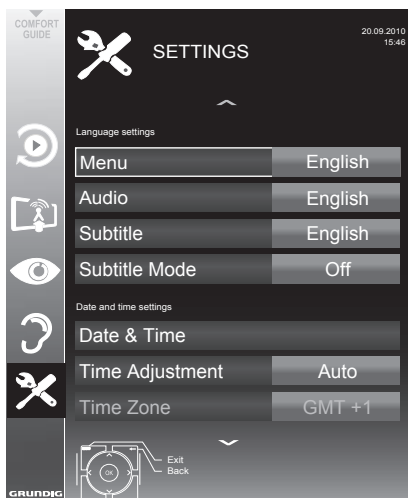 COMFORT
GUIDE
SETTINGS
20.09.2010
15:46
Language settings
Menu English
Audio English
Subtitle English
Subtitle Mode Off
Date and time settings
Date & Time
Time Adjustment Auto
Time Zone GMT +1
Exit
Back
OK
GRUNDIG